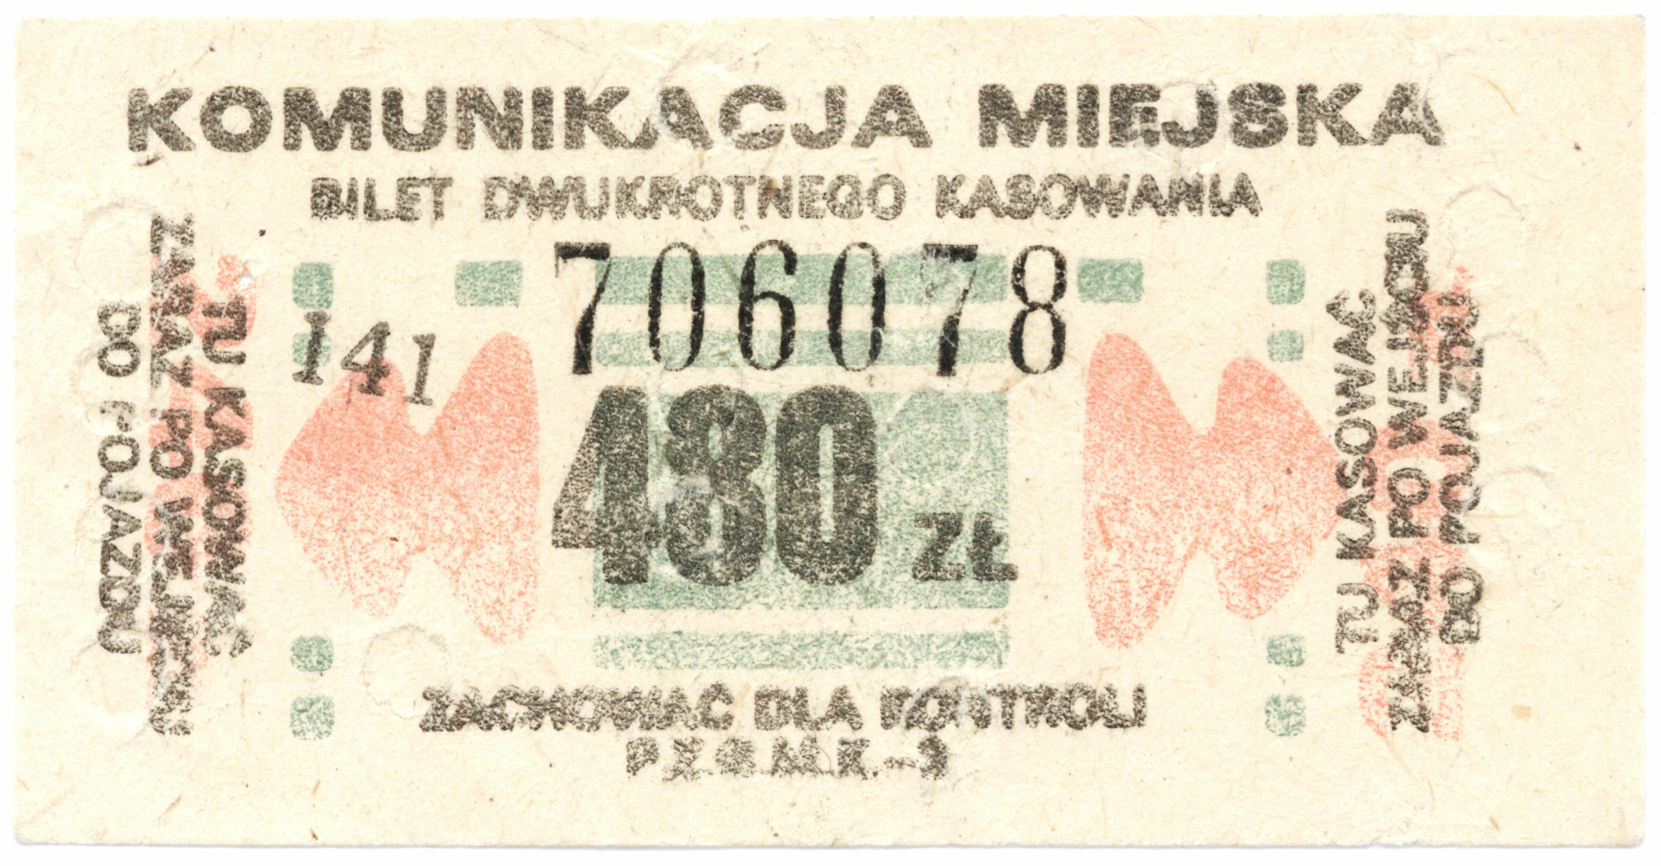 KOMUNIKACJA MIEJSKA
BILET DWUKROTNEGO KASOWANIA
706078
141
480 ZŁ
TU KASOWAĆ
ZARAZ PO WEJŚCIU
DO POJAZDU
TU KASOWAĆ
ZARAZ PO WEJŚCIU
DO POJAZDU
ZACHOWAĆ DLA KONTROLI